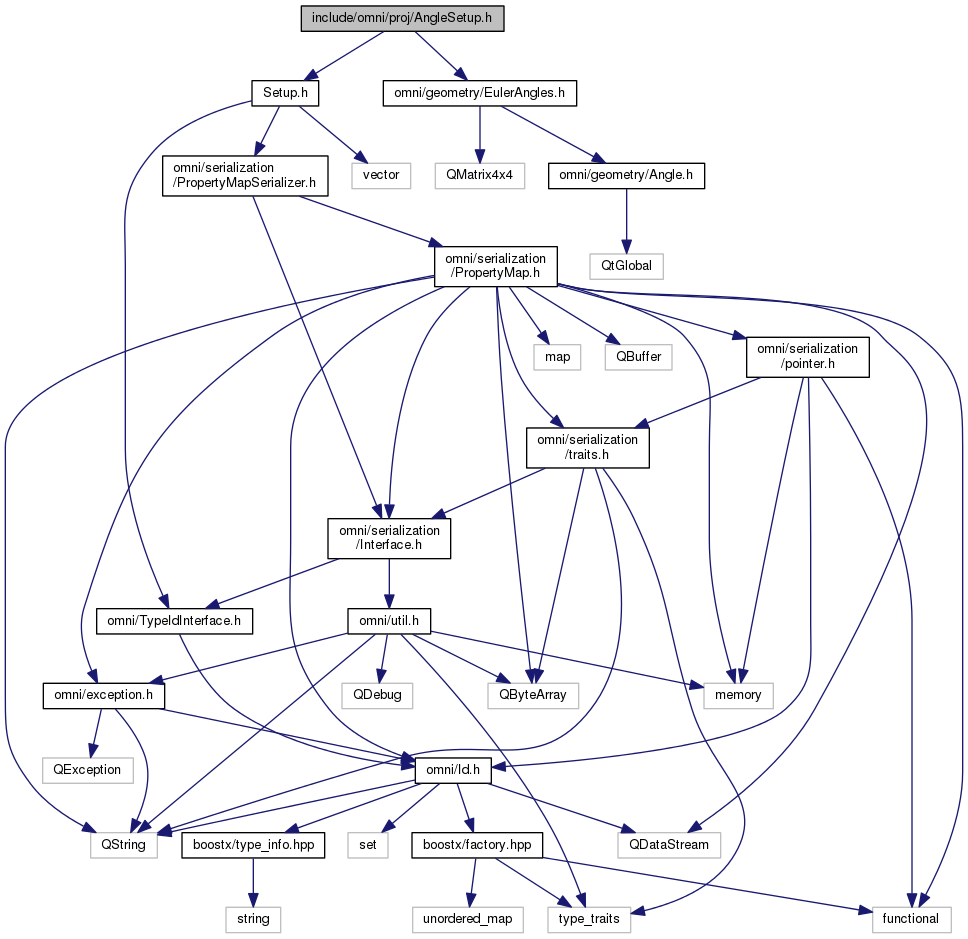 include/omni/proj/AngleSetup.h
Setup.h
omni/geometry/EulerAngles.h
omni/serialization
/PropertyMapSerializer.h
vector
QMatrix4x4
omni/geometry/Angle.h
omni/serialization
/PropertyMap.h
QtGlobal
map
QBuffer
omni/serialization
/pointer.h
omni/serialization
/traits.h
omni/serialization
/Interface.h
omni/TypeIdInterface.h
omni/util.h
omni/exception.h
QDebug
QByteArray
memory
QException
omni/Id.h
QString
boostx/type_info.hpp
set
boostx/factory.hpp
QDataStream
string
unordered_map
type_traits
functional